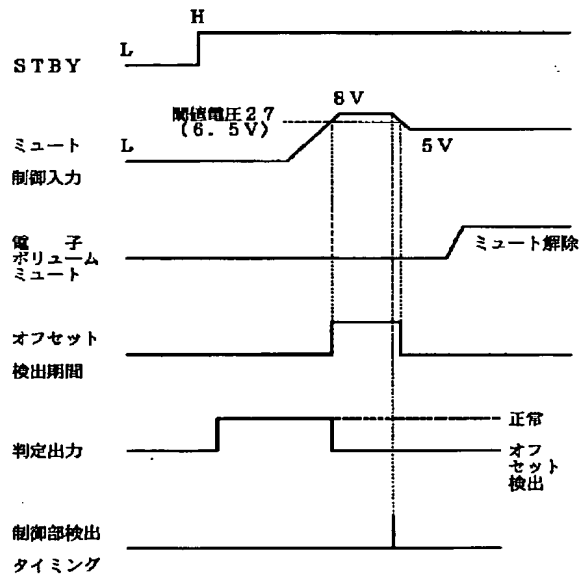 H
L
STBY
8V
閾値電圧27
(6.5V)
ミュート
L
5V
制御入力
電子
ボリューム
ミュート
ミュート解除
オフセット
検出期間
正常
判定出力
オフ
セット
検出
制御部検出
タイミング